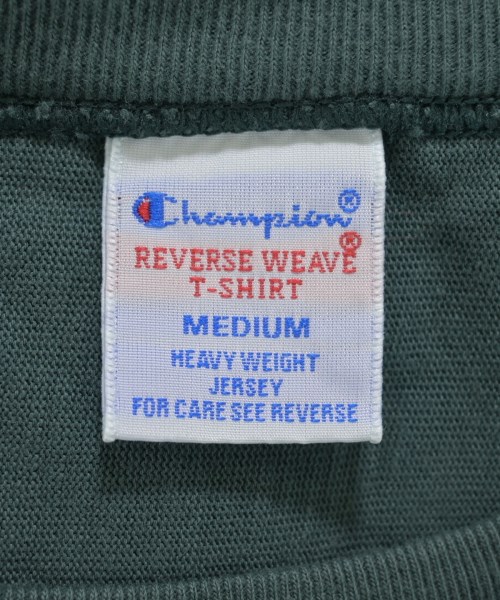 Champion®
REVERSE WEAVE®
T-SHIRT
MEDIUM
HEAVY WEIGHT
JERSEY
FOR CARE SEE REVERSE